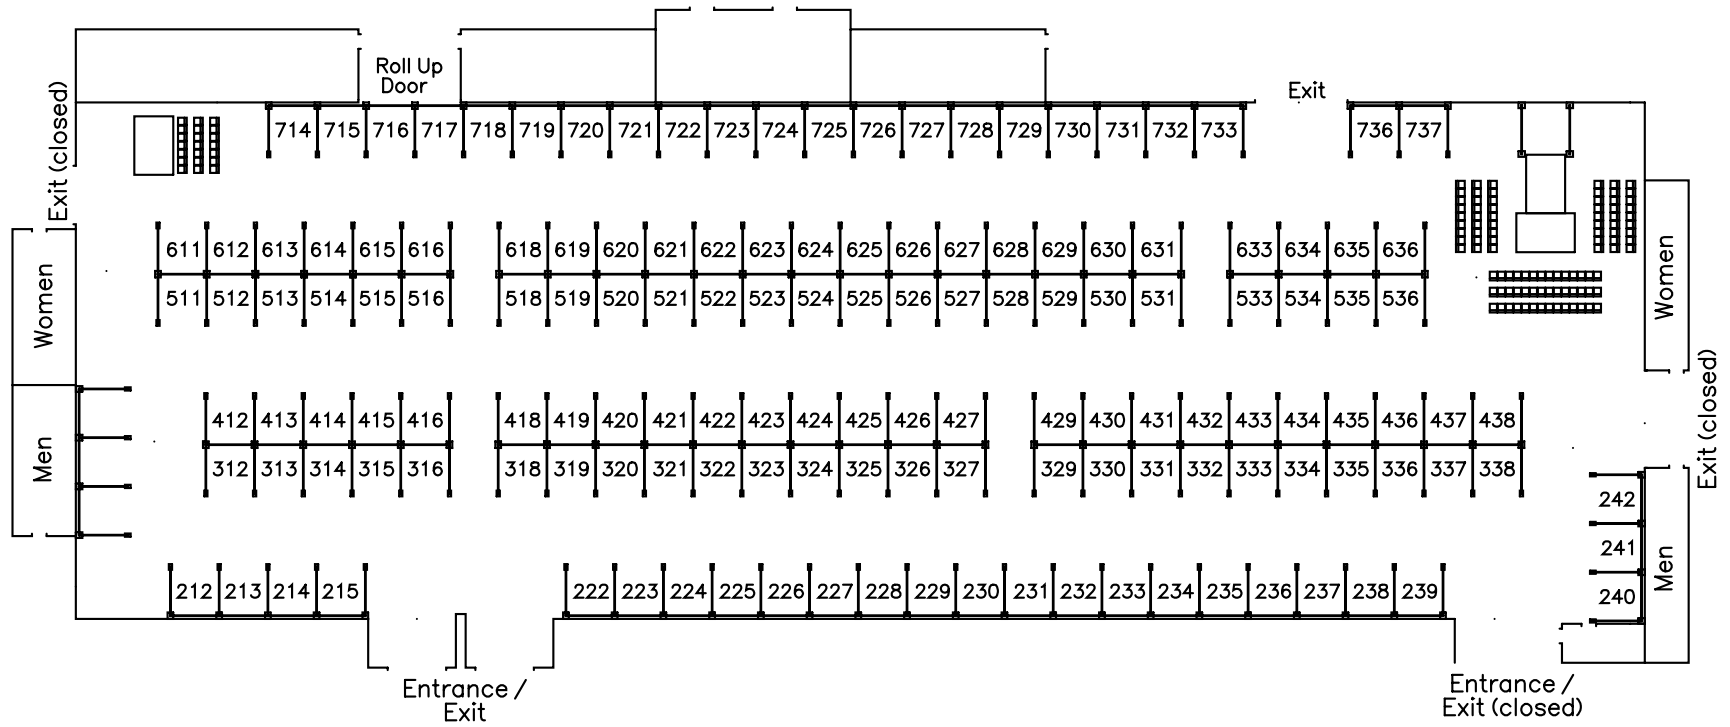 Roll Up
Door
Exit
Exit (closed)
714 715 716 717 718 719 720 721 722 723 724 725 726 727 728 729 730 731 732 733 736 737
611 612 613 614 615 616 618 619 620 621 622 623 624 625 626 627 628 629 630 631 633 634 635 636
511 512 513 514 515 516 518 519 520 521 522 523 524 525 526 527 528 529 530 531 533 534 535 536
Women
Women
Exit (closed)
412 413 414 415 416 418 419 420 421 422 423 424 425 426 427 429 430 431 432 433 434 435 436 437 438
312 313 314 315 316 318 319 320 321 322 323 324 325 326 327 329 330 331 332 333 334 335 336 337 338
Men
242
241
240
Men
212 213 214 215 222 223 224 225 226 227 228 229 230 231 232 233 234 235 236 237 238 239
Entrance /
Exit
Entrance /
Exit (closed)